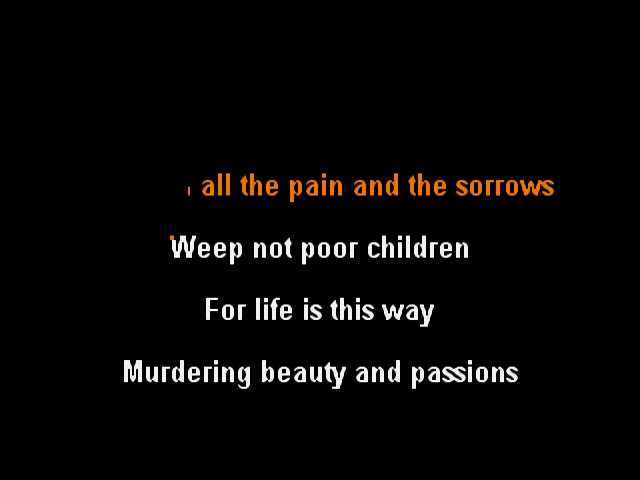 all the pain and the sorrows
Weep not poor children
For life is this way
Murdering beauty and passions